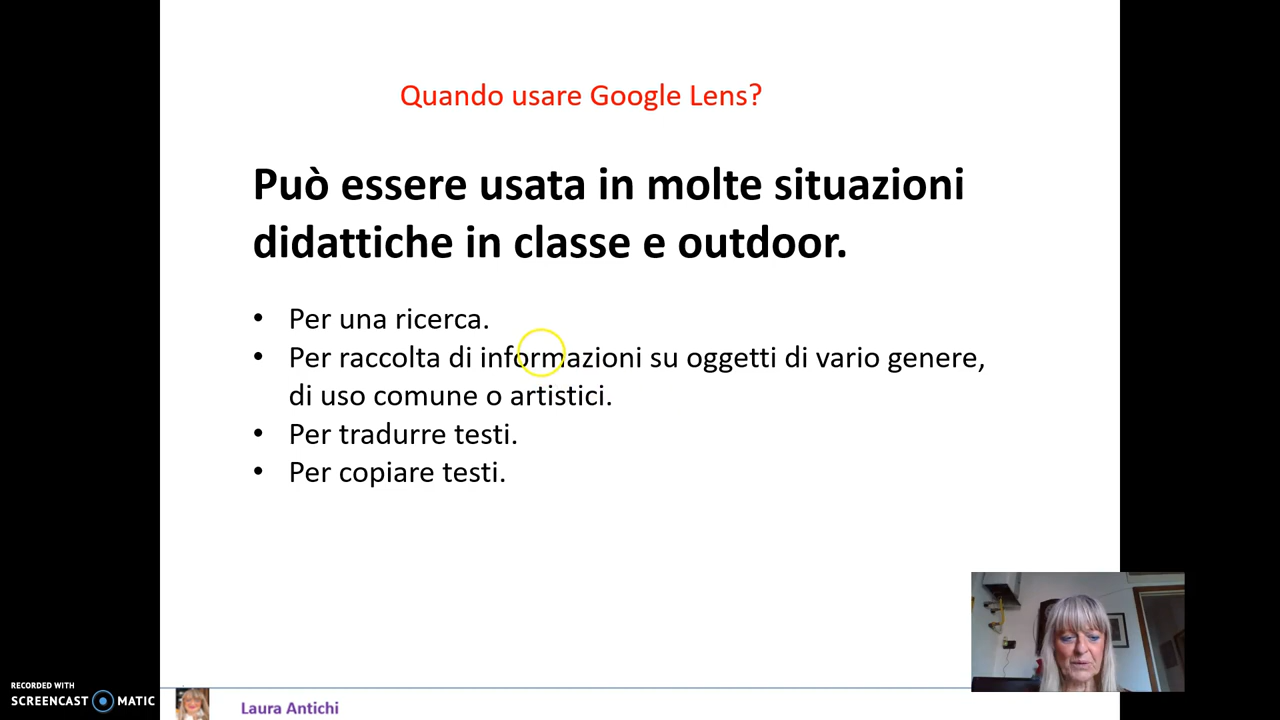 Quando usare Google Lens?
Può essere usata in molte situazioni
didattiche in classe e outdoor.
• Per una ricerca.
• Per raccolta di informazioni su oggetti di vario genere,
di uso comune o artistici.
• Per tradurre testi.
• Per copiare testi.
RECORDED WITH
SCREENCAST MATIC
Laura Antichi